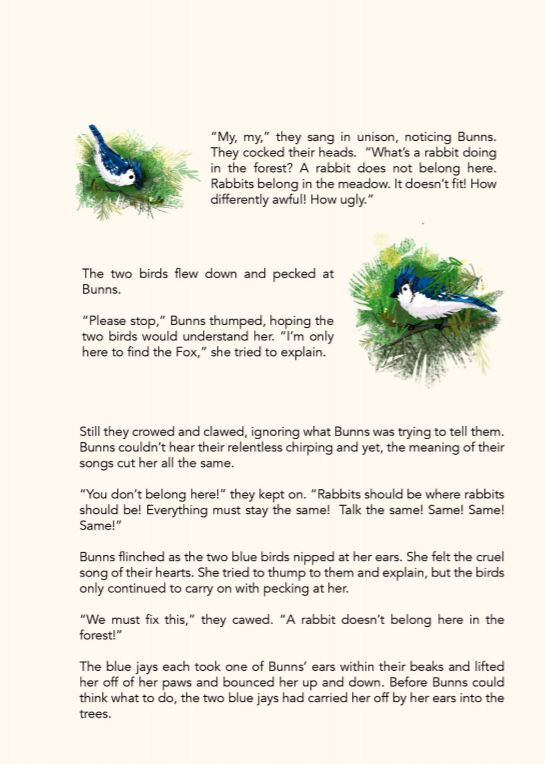 “My, my,” they sang in unison, noticing Bunns.
They cocked their heads.  “What’s a rabbit doing
in the forest? A rabbit does not belong here.
Rabbits belong in the meadow. It doesn’t fit! How
differently awful! How ugly.”
The two birds flew down and pecked at
Bunns.
“Please stop,” Bunns thumped, hoping the
two birds would understand her. “I’m only
here to find the Fox,” she tried to explain.
Still they crowed and clawed, ignoring what Bunns was trying to tell them.
Bunns couldn’t hear their relentless chirping and yet, the meaning of their
songs cut her all the same.
“You don’t belong here!” they kept on. “Rabbits should be where rabbits
should be! Everything must stay the same!  Talk the same! Same! Same!
Same!”
Bunns flinched as the two blue birds nipped at her ears. She felt the cruel
song of their hearts. She tried to thump to them and explain, but the birds
only continued to carry on with pecking at her.
“We must fix this,” they cawed. “A rabbit doesn’t belong here in the
forest!”
The blue jays each took one of Bunns’ ears within their beaks and lifted
her off of her paws and bounced her up and down. Before Bunns could
think what to do, the two blue jays had carried her off by her ears into the
trees.